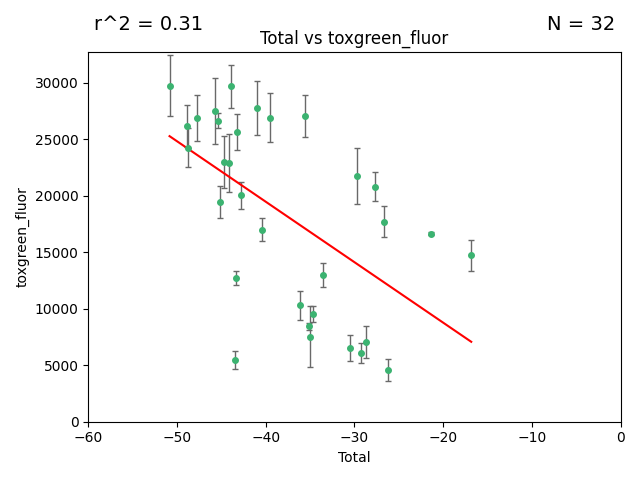 r^2 = 0.31
N = 32
Total vs toxgreen_fluor
30000
25000
20000
15000
10000
5000
0
toxgreen_fluor
−60
−50
−40
−30
−20
−10
0
Total